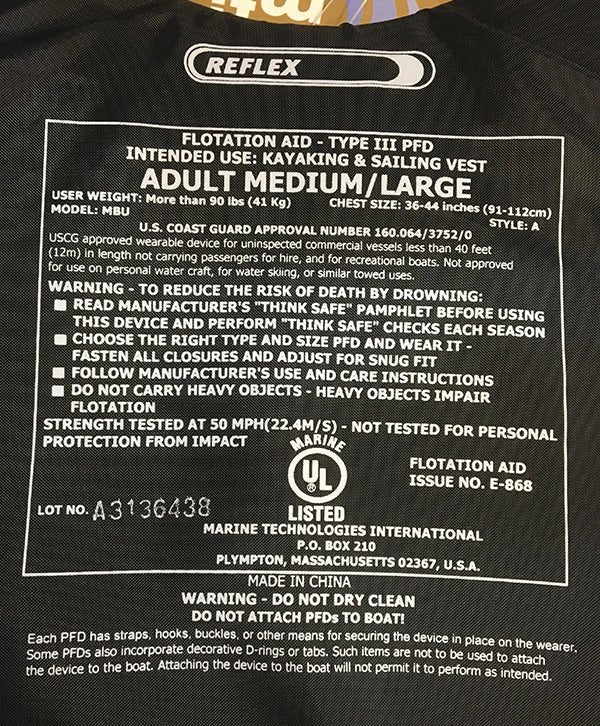 REFLEX
FLOTATION AID - TYPE III PFD
INTENDED USE: KAYAKING & SAILING VEST
ADULT MEDIUM/LARGE
USER WEIGHT: More than 90 lbs (41 Kg) CHEST SIZE: 36-44 inches (91-112cm)
MODEL: MBU STYLE: A
U.S. COAST GUARD APPROVAL NUMBER 160.064/3752/0
USCG approved wearable device for uninspected commercial vessels less than 40 feet
(12m) in length not carrying passengers for hire, and for recreational boats. Not approved
for use on personal water craft, for water skiing, or similar towed uses.
WARNING - TO REDUCE THE RISK OF DEATH BY DROWNING:
■ READ MANUFACTURER'S "THINK SAFE" PAMPHLET BEFORE USING
THIS DEVICE AND PERFORM "THINK SAFE" CHECKS EACH SEASON
■ CHOOSE THE RIGHT TYPE AND SIZE PFD AND WEAR IT -
FASTEN ALL CLOSURES AND ADJUST FOR SNUG FIT
■ FOLLOW MANUFACTURER'S USE AND CARE INSTRUCTIONS
■ DO NOT CARRY HEAVY OBJECTS - HEAVY OBJECTS IMPAIR
FLOTATION
STRENGTH TESTED AT 50 MPH(22.4M/S) - NOT TESTED FOR PERSONAL
PROTECTION FROM IMPACT
MARINE
UL ®
LISTED
FLOTATION AID
ISSUE NO. E-868
LOT NO. A3136438
MARINE TECHNOLOGIES INTERNATIONAL
P.O. BOX 210
PLYMPTON, MASSACHUSETTS 02367, U.S.A.
MADE IN CHINA
WARNING - DO NOT DRY CLEAN
DO NOT ATTACH PFDs TO BOAT!
Each PFD has straps, hooks, buckles, or other means for securing the device in place on the wearer.
Some PFDs also incorporate decorative D-rings or tabs. Such items are not to be used to attach
the device to the boat. Attaching the device to the boat will not permit it to perform as intended.